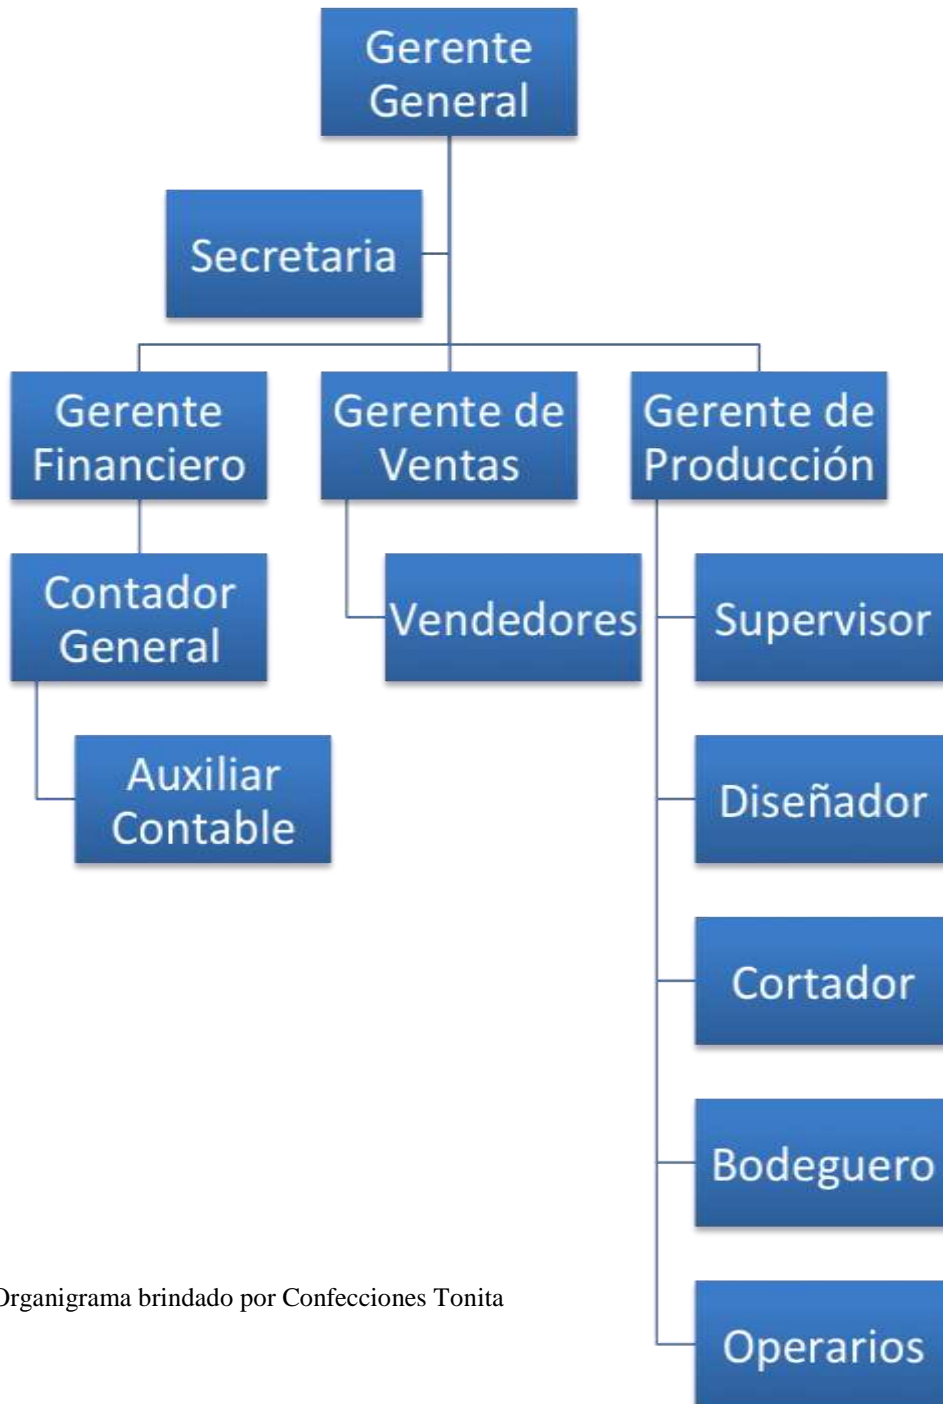 Gerente
General
Secretaria
Gerente
Financiero
Gerente de
Ventas
Gerente de
Producción
Contador
General
Vendedores
Supervisor
Auxiliar
Contable
Diseñador
Cortador
Bodeguero
Organigrama brindado por Confecciones Tonita
Operarios